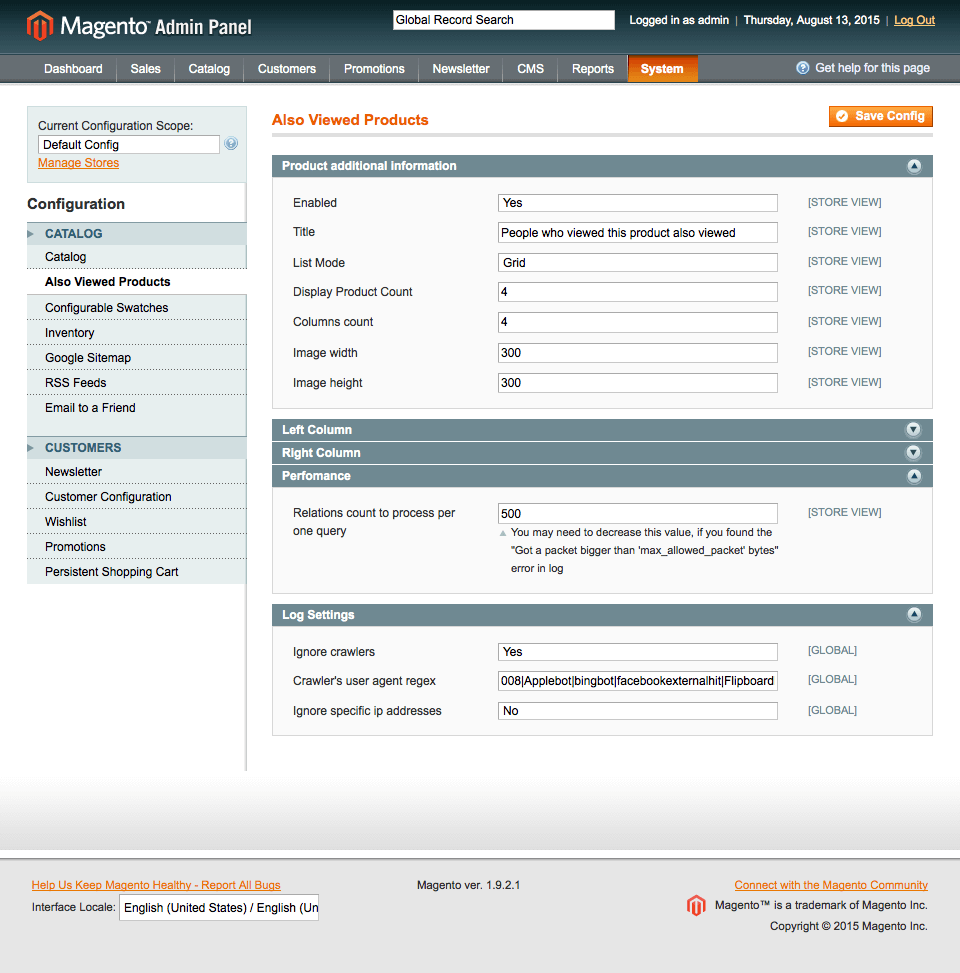 Magento™ Admin Panel
Global Record Search
Logged in as admin | Thursday, August 13, 2015 | Log Out
Dashboard Sales Catalog Customers Promotions Newsletter CMS Reports System
? Get help for this page
Current Configuration Scope:
Default Config ?
Manage Stores
Configuration
CATALOG
Catalog
Also Viewed Products
Configurable Swatches
Inventory
Google Sitemap
RSS Feeds
Email to a Friend
CUSTOMERS
Newsletter
Customer Configuration
Wishlist
Promotions
Persistent Shopping Cart
Also Viewed Products
Save Config
Product additional information
Enabled Yes [STORE VIEW]
Title People who viewed this product also viewed [STORE VIEW]
List Mode Grid [STORE VIEW]
Display Product Count 4 [STORE VIEW]
Columns count 4 [STORE VIEW]
Image width 300 [STORE VIEW]
Image height 300 [STORE VIEW]
Left Column
Right Column
Perfomance
Relations count to process per 500 [STORE VIEW]
one query
You may need to decrease this value, if you found the
"Got a packet bigger than 'max_allowed_packet' bytes"
error in log
Log Settings
Ignore crawlers Yes [GLOBAL]
Crawler's user agent regex 008|Applebot|bingbot|facebookexternalhit|Flipboard [GLOBAL]
Ignore specific ip addresses No [GLOBAL]
Help Us Keep Magento Healthy - Report All Bugs
Interface Locale: English (United States) / English (Un
Magento ver. 1.9.2.1
Connect with the Magento Community
Magento™ is a trademark of Magento Inc.
Copyright © 2015 Magento Inc.